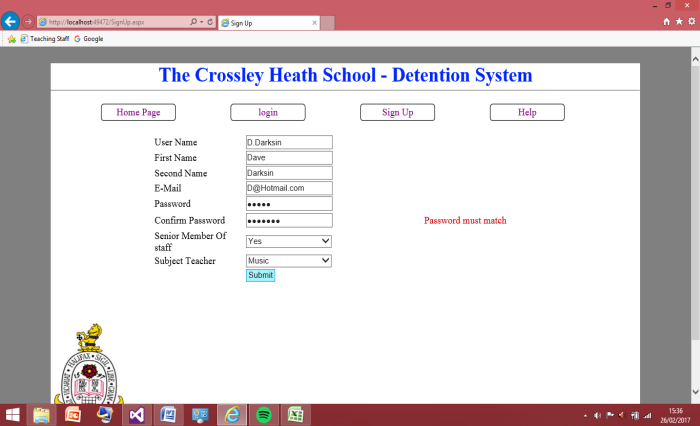 http://localhost:49472/SignUp.aspx
Sign Up
Teaching Staff Google
The Crossley Heath School - Detention System
Home Page login Sign Up Help
User Name D.Darksin
First Name Dave
Second Name Darksin
E-Mail D@Hotmail.com
Password •••••
Confirm Password ••••••• Password must match
Senior Member Of
staff Yes
Subject Teacher Music
Submit
HALIFAX
15:36
26/02/2017